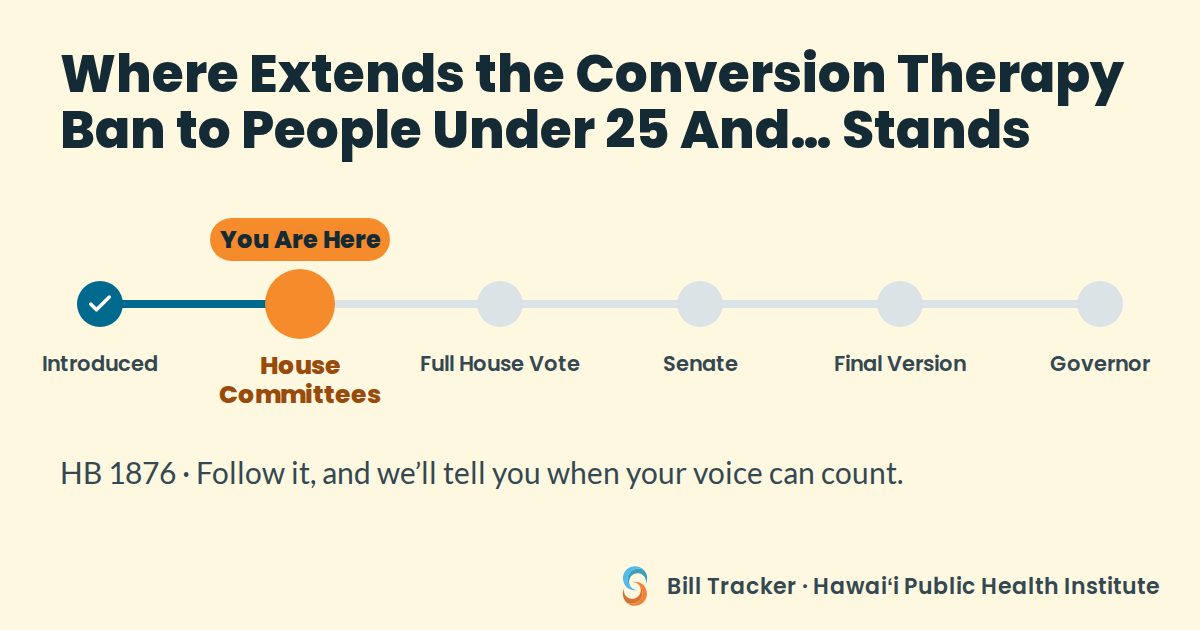 Where Extends the Conversion Therapy
Ban to People Under 25 And… Stands
You Are Here
Introduced
House
Committees
Full House Vote
Senate
Final Version
Governor
HB 1876 · Follow it, and we’ll tell you when your voice can count.
Bill Tracker · Hawaiʻi Public Health Institute